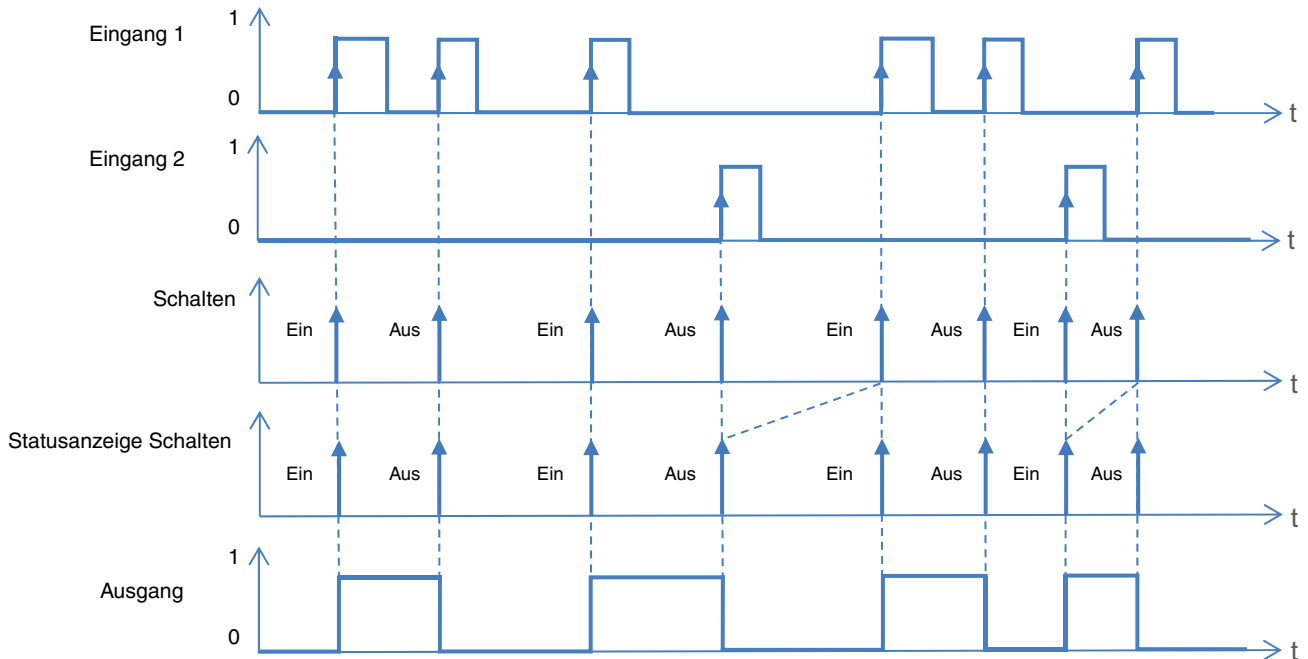 1
Eingang 1
0
t
1
Eingang 2
0
t
Schalten
Ein Aus Ein Aus Ein Aus Ein Aus
t
Statusanzeige Schalten
Ein Aus Ein Aus Ein Aus Ein Aus
t
1
Ausgang
0
t